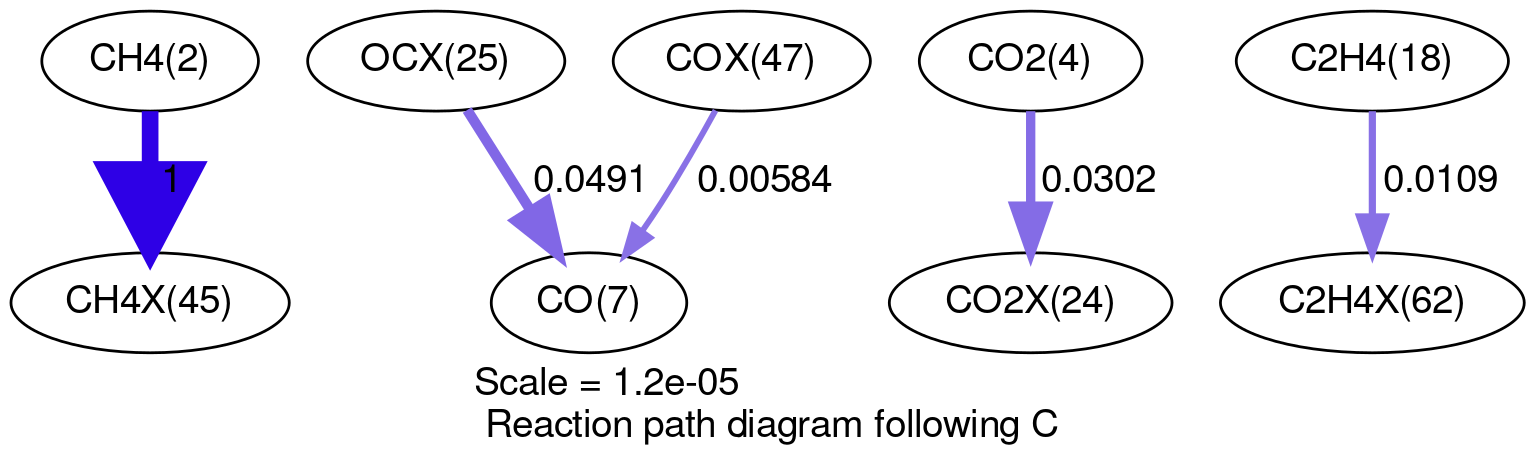 CH4(2)
OCX(25)
COX(47)
CO2(4)
C2H4(18)
1
0.0491
0.00584
0.0302
0.0109
CH4X(45)
CO(7)
CO2X(24)
C2H4X(62)
Scale = 1.2e-05
Reaction path diagram following C